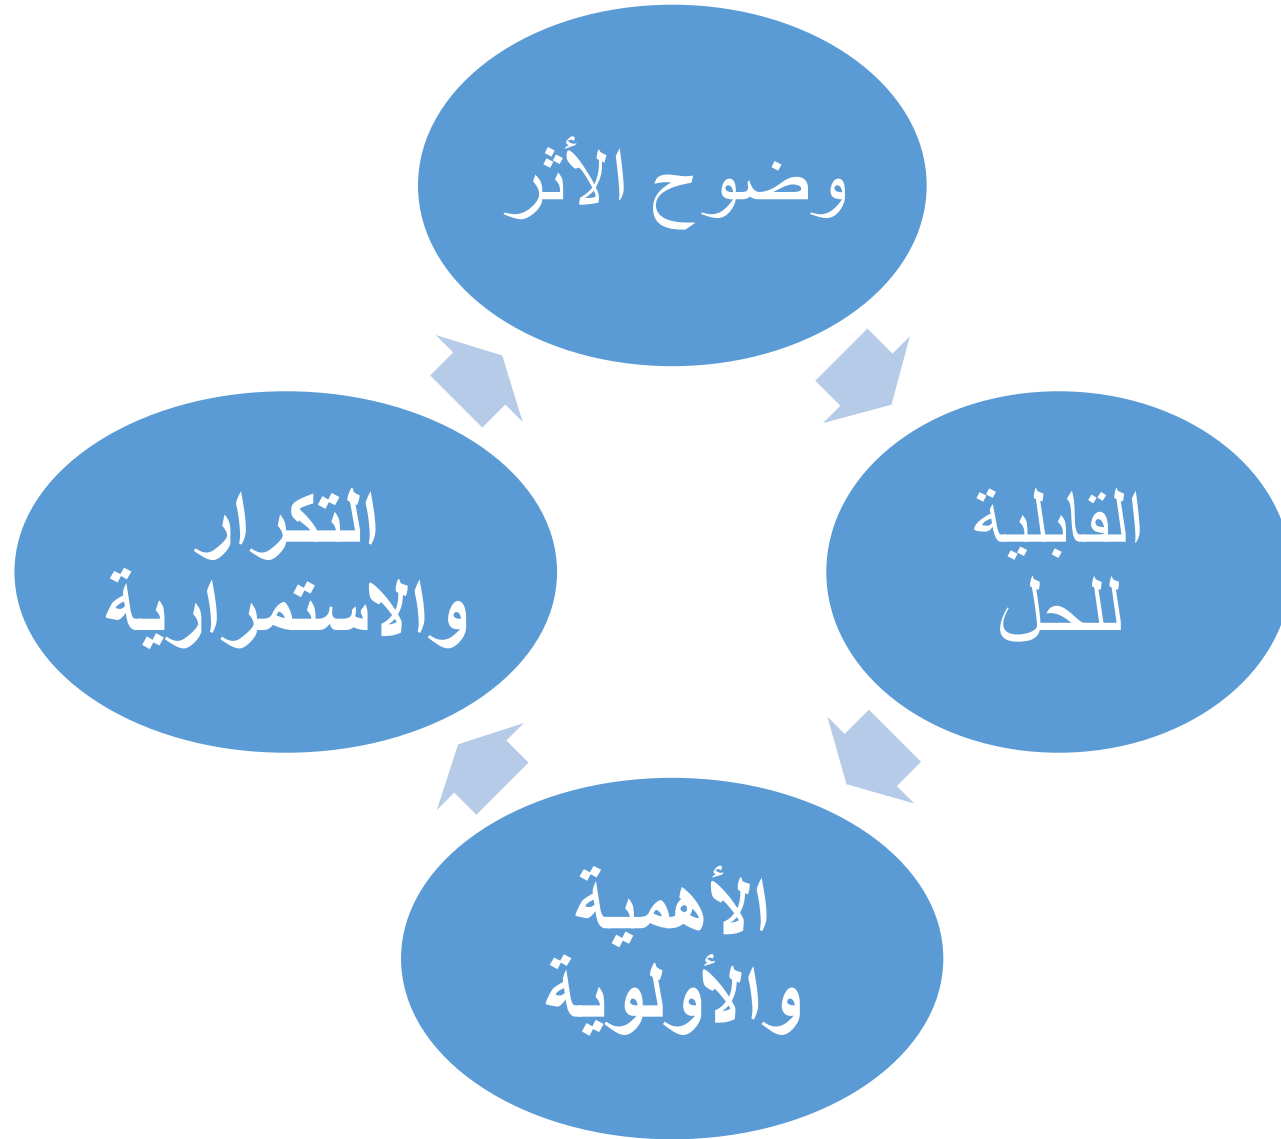 وضوح الأثر
القابلية
للحل
الأهمية
والأولوية
التكرار
والاستمرارية